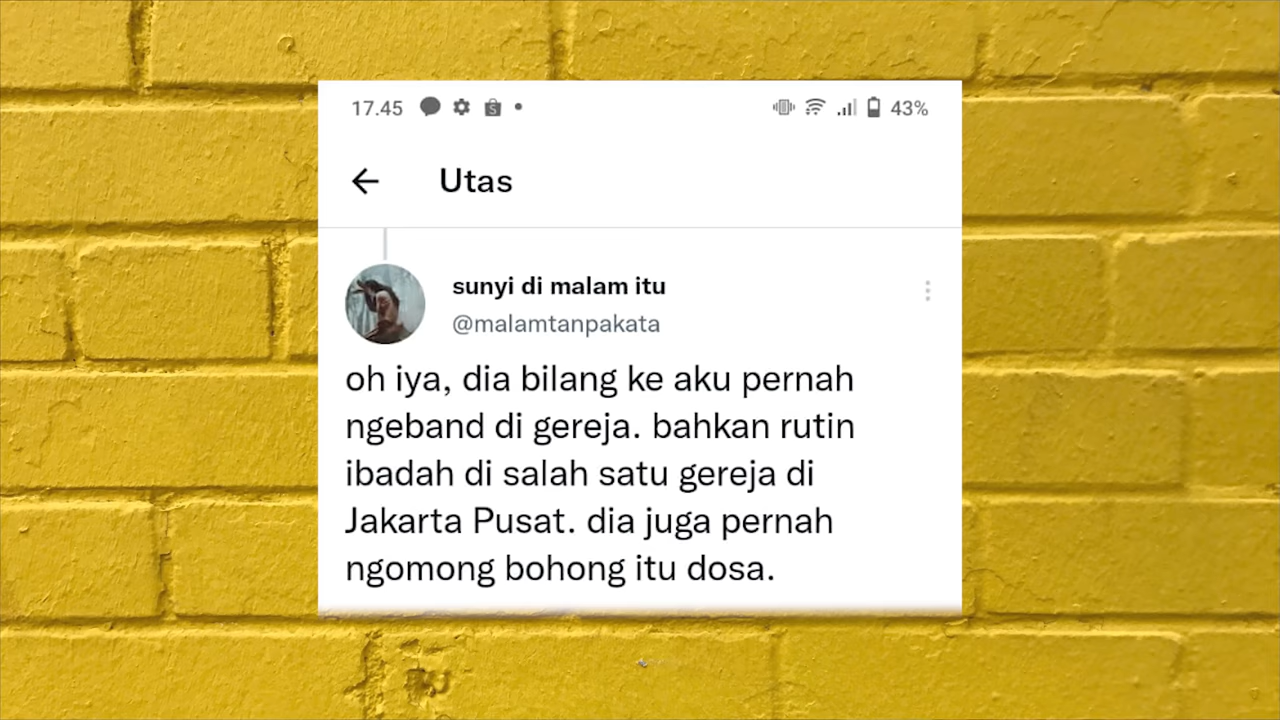 17.45
43%
Utas
sunyi di malam itu
@malamtanpakata
oh iya, dia bilang ke aku pernah
ngeband di gereja. bahkan rutin
ibadah di salah satu gereja di
Jakarta Pusat. dia juga pernah
ngomong bohong itu dosa.